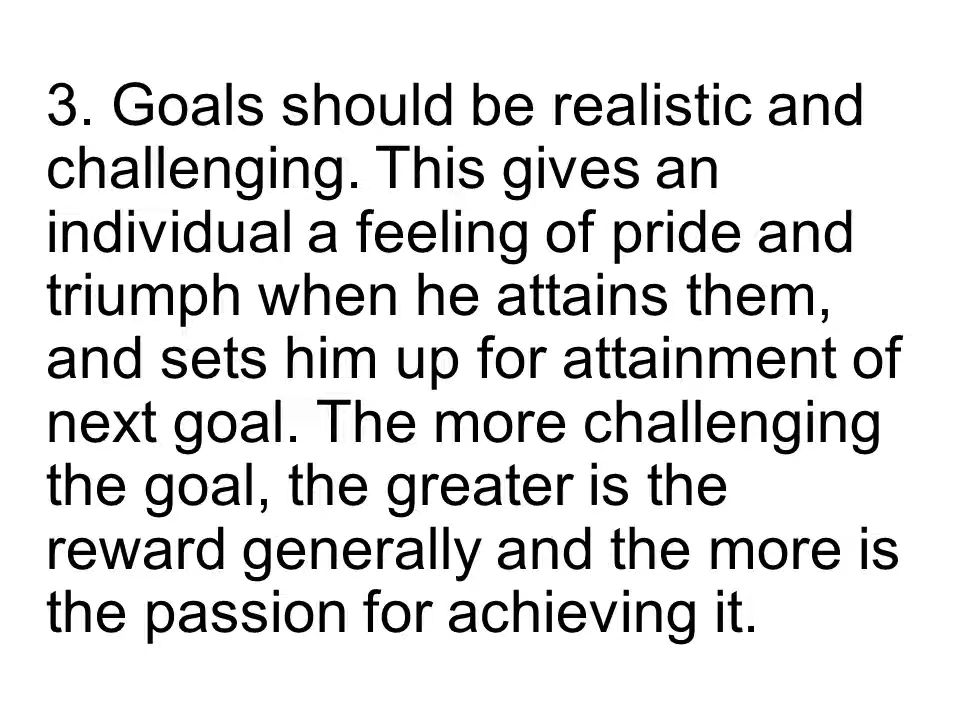 3. Goals should be realistic and
challenging. This gives an
individual a feeling of pride and
triumph when he attains them,
and sets him up for attainment of
next goal. The more challenging
the goal, the greater is the
reward generally and the more is
the passion for achieving it.